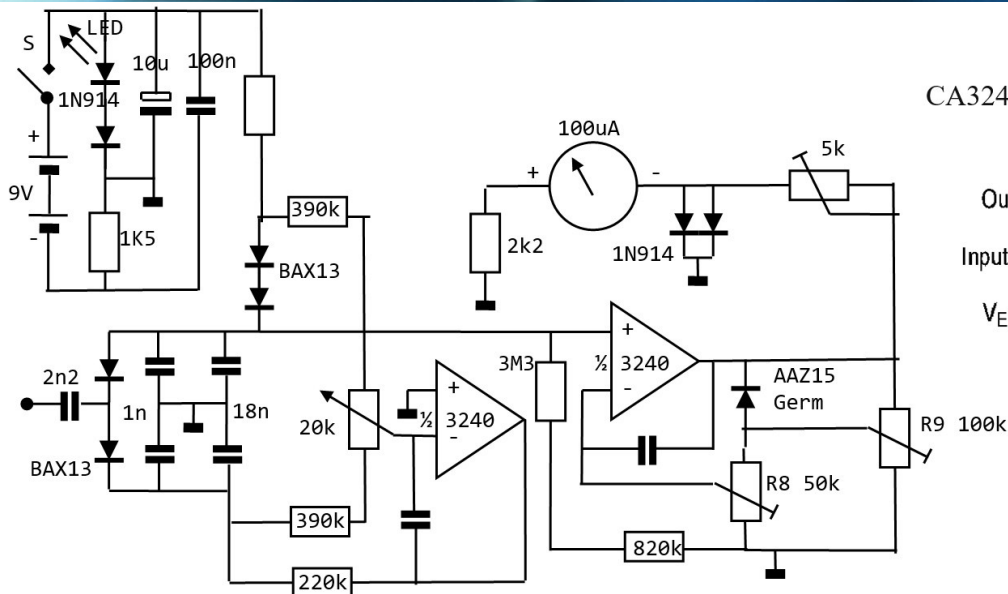 LED
S
10u
100n
1N914
CA324
100uA
5k
+
+
-
9V
390k
Ou
-
1K5
2k2
1N914
Input
BAX13
V_E
+
2n2
3M3
½ 3240
AAZ15
1n
18n
+
-
Germ
20k
½ 3240
R9 100k
-
BAX13
R8 50k
390k
820k
220k